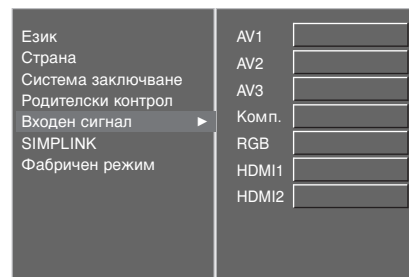 Език
Страна
Система заключване
Родителски контрол
Входен сигнал ►
SIMPLINK
Фабричен режим
AV1
AV2
AV3
Комп.
RGB
HDMI1
HDMI2